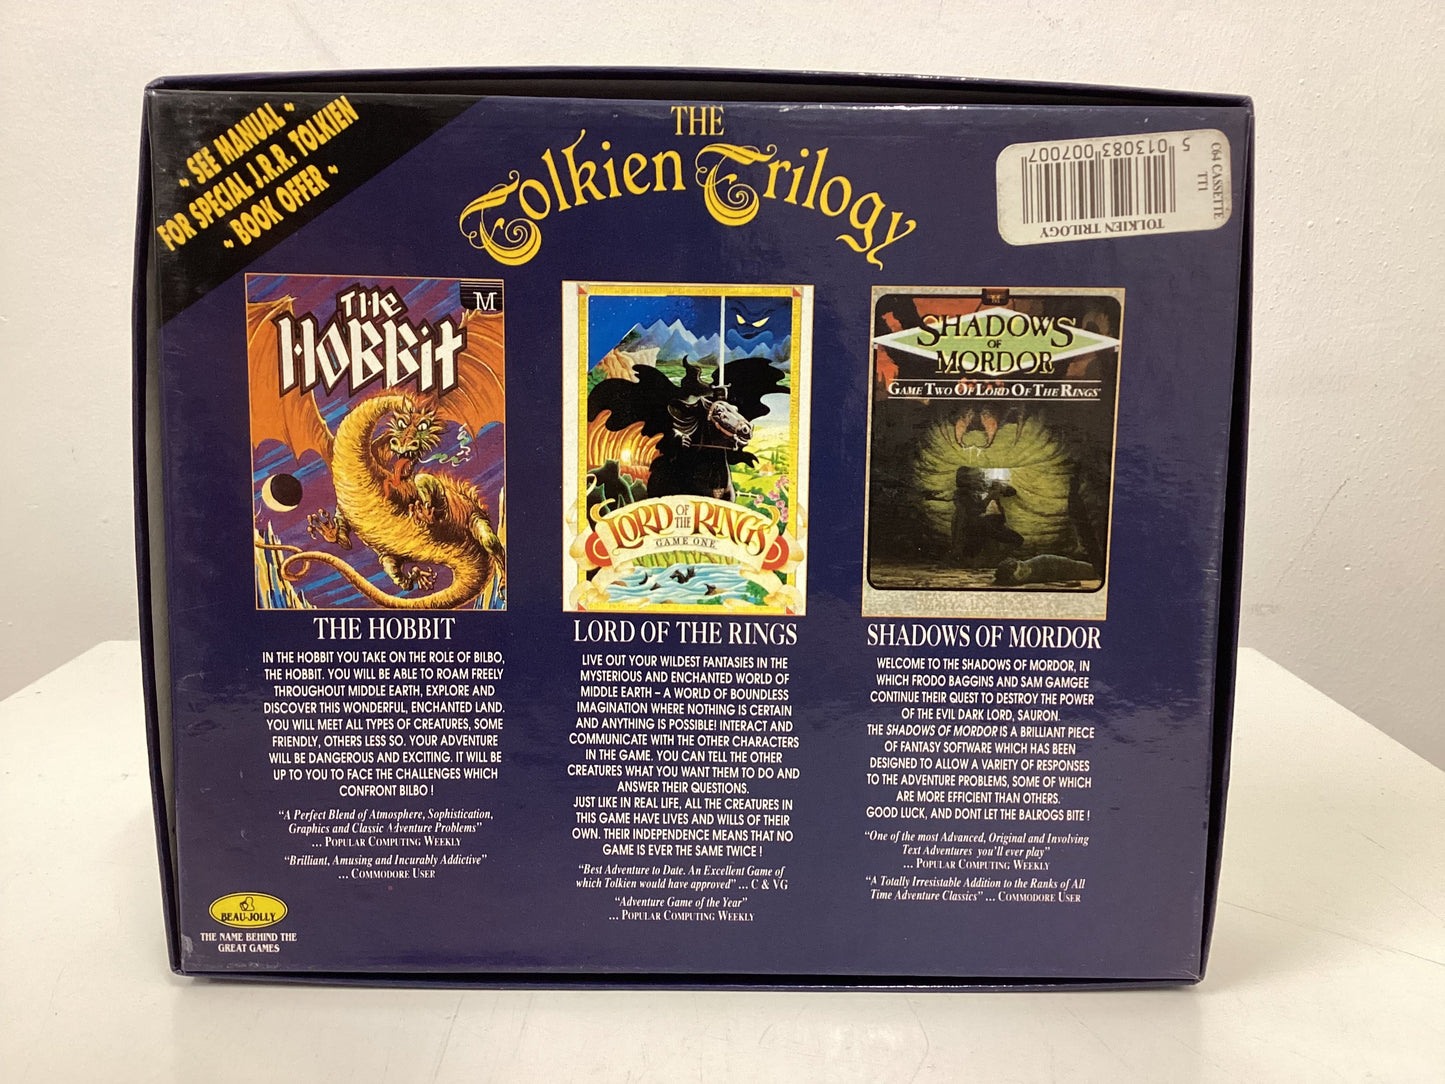 ~ SEE MANUAL ~
FOR SPECIAL J.R.R. TOLKIEN
~ BOOK OFFER ~
THE
Tolkien Trilogy
C64 CASSETTE
TT1
5 013083 007007
TOLKIEN TRILOGY
THE
HOBBIT
M
LORD OF THE RINGS
GAME ONE
SHADOWS
OF
MORDOR
GAME TWO OF LORD OF THE RINGS
THE HOBBIT
IN THE HOBBIT YOU TAKE ON THE ROLE OF BILBO,
THE HOBBIT. YOU WILL BE ABLE TO ROAM FREELY
THROUGHOUT MIDDLE EARTH, EXPLORE AND
DISCOVER THIS WONDERFUL, ENCHANTED LAND.
YOU WILL MEET ALL TYPES OF CREATURES, SOME
FRIENDLY, OTHERS LESS SO. YOUR ADVENTURE
WILL BE DANGEROUS AND EXCITING. IT WILL BE
UP TO YOU TO FACE THE CHALLENGES WHICH
CONFRONT BILBO !
"A Perfect Blend of Atmosphere, Sophistication,
Graphics and Classic Adventure Problems"
... POPULAR COMPUTING WEEKLY
"Brilliant, Amusing and Incurably Addictive"
... COMMODORE USER
LORD OF THE RINGS
LIVE OUT YOUR WILDEST FANTASIES IN THE
MYSTERIOUS AND ENCHANTED WORLD OF
MIDDLE EARTH – A WORLD OF BOUNDLESS
IMAGINATION WHERE NOTHING IS CERTAIN
AND ANYTHING IS POSSIBLE! INTERACT AND
COMMUNICATE WITH THE OTHER CHARACTERS
IN THE GAME. YOU CAN TELL THE OTHER
CREATURES WHAT YOU WANT THEM TO DO AND
ANSWER THEIR QUESTIONS.
JUST LIKE IN REAL LIFE, ALL THE CREATURES IN
THIS GAME HAVE LIVES AND WILLS OF THEIR
OWN. THEIR INDEPENDENCE MEANS THAT NO
GAME IS EVER THE SAME TWICE !
"Best Adventure to Date. An Excellent Game of
which Tolkien would have approved" ... C & VG
"Adventure Game of the Year"
... POPULAR COMPUTING WEEKLY
SHADOWS OF MORDOR
WELCOME TO THE SHADOWS OF MORDOR, IN
WHICH FRODO BAGGINS AND SAM GAMGEE
CONTINUE THEIR QUEST TO DESTROY THE POWER
OF THE EVIL DARK LORD, SAURON.
THE SHADOWS OF MORDOR IS A BRILLIANT PIECE
OF FANTASY SOFTWARE WHICH HAS BEEN
DESIGNED TO ALLOW A VARIETY OF RESPONSES
TO THE ADVENTURE PROBLEMS, SOME OF WHICH
ARE MORE EFFICIENT THAN OTHERS.
GOOD LUCK, AND DONT LET THE BALROGS BITE !
"One of the most Advanced, Original and Involving
Text Adventures you'll ever play"
... POPULAR COMPUTING WEEKLY
"A Totally Irresistable Addition to the Ranks of All
Time Adventure Classics" ... COMMODORE USER
BEAU-JOLLY
THE NAME BEHIND THE
GREAT GAMES